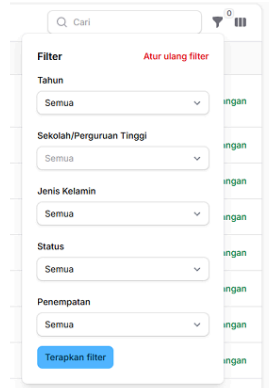 Cari
0
Filter
Atur ulang filter
Tahun
Semua
Sekolah/Perguruan Tinggi
Semua
Jenis Kelamin
Semua
Status
Semua
Penempatan
Semua
Terapkan filter